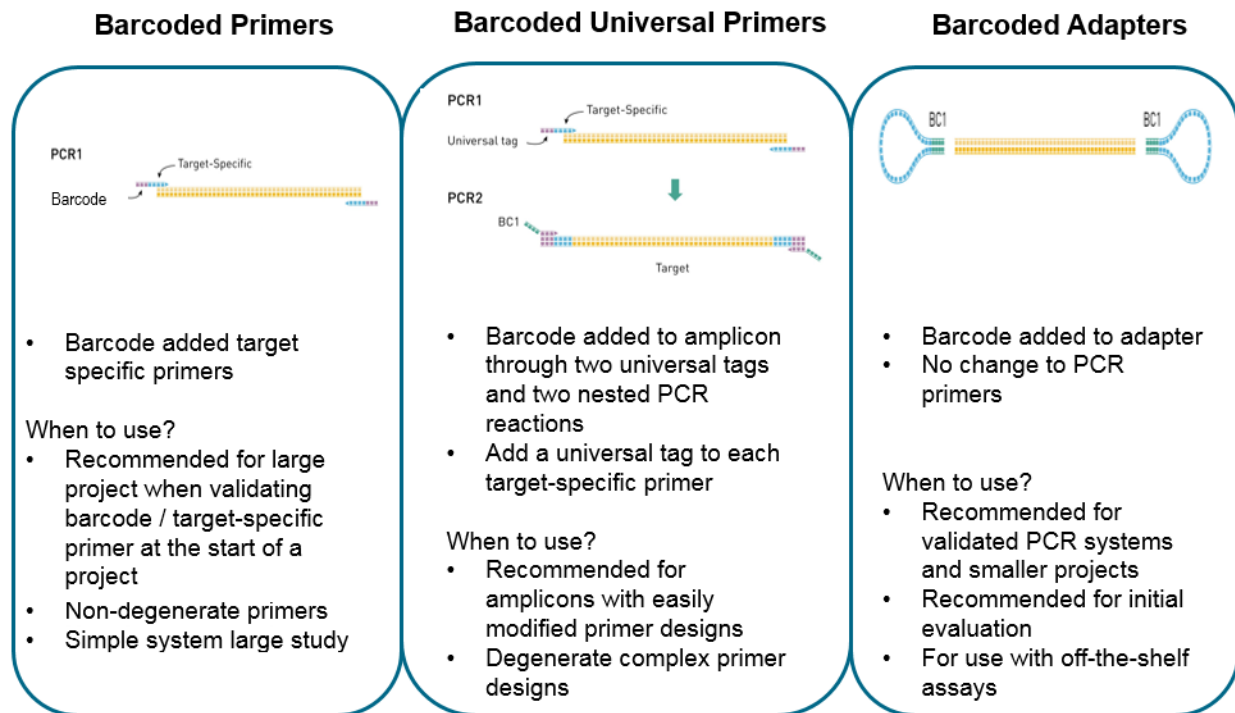 Barcoded Primers
PCR1
Target-Specific
Barcode
• Barcode added target
specific primers
When to use?
• Recommended for large
project when validating
barcode / target-specific
primer at the start of a
project
• Non-degenerate primers
• Simple system large study
Barcoded Universal Primers
PCR1
Target-Specific
Universal tag
PCR2
BC1
Target
• Barcode added to amplicon
through two universal tags
and two nested PCR
reactions
• Add a universal tag to each
target-specific primer
When to use?
• Recommended for
amplicons with easily
modified primer designs
• Degenerate complex primer
designs
Barcoded Adapters
BC1
BC1
• Barcode added to adapter
• No change to PCR
primers
When to use?
• Recommended for
validated PCR systems
and smaller projects
• Recommended for initial
evaluation
• For use with off-the-shelf
assays